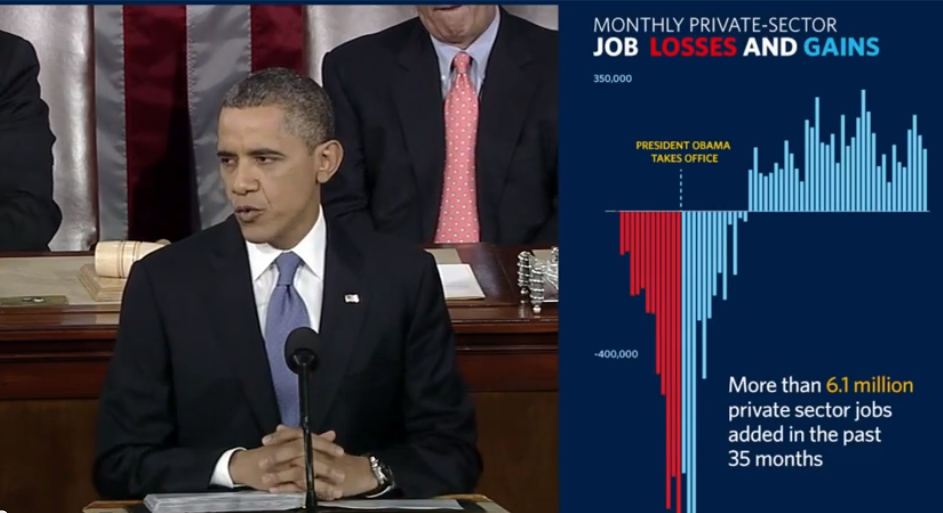 MONTHLY PRIVATE-SECTOR
JOB LOSSES AND GAINS
350,000
PRESIDENT OBAMA
TAKES OFFICE
-400,000
More than 6.1 million
private sector jobs
added in the past
35 months